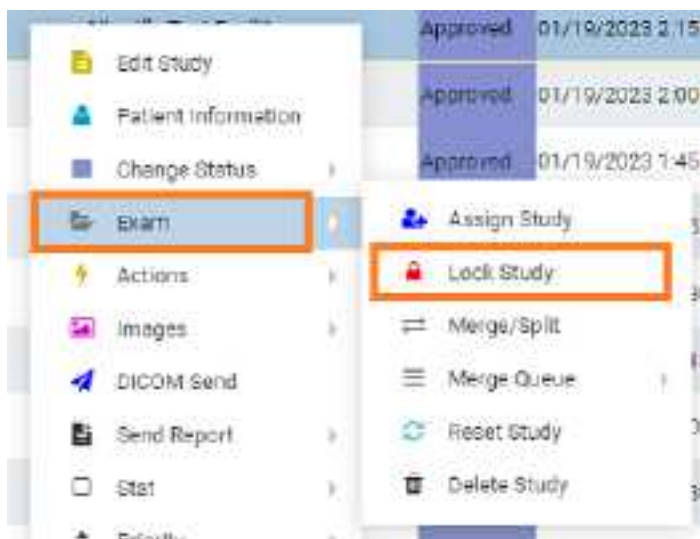 Approved 01/19/2023 2:15
Edit Study
Approved 01/19/2023 2:00
Patient Information
Change Status
Approved 01/19/2023 1:45
Exam
Assign Study
Actions
Lock Study
Images
Merge/Split
DICOM Send
Merge Queue
Send Report
Reset Study
Stat
Delete Study
Priority